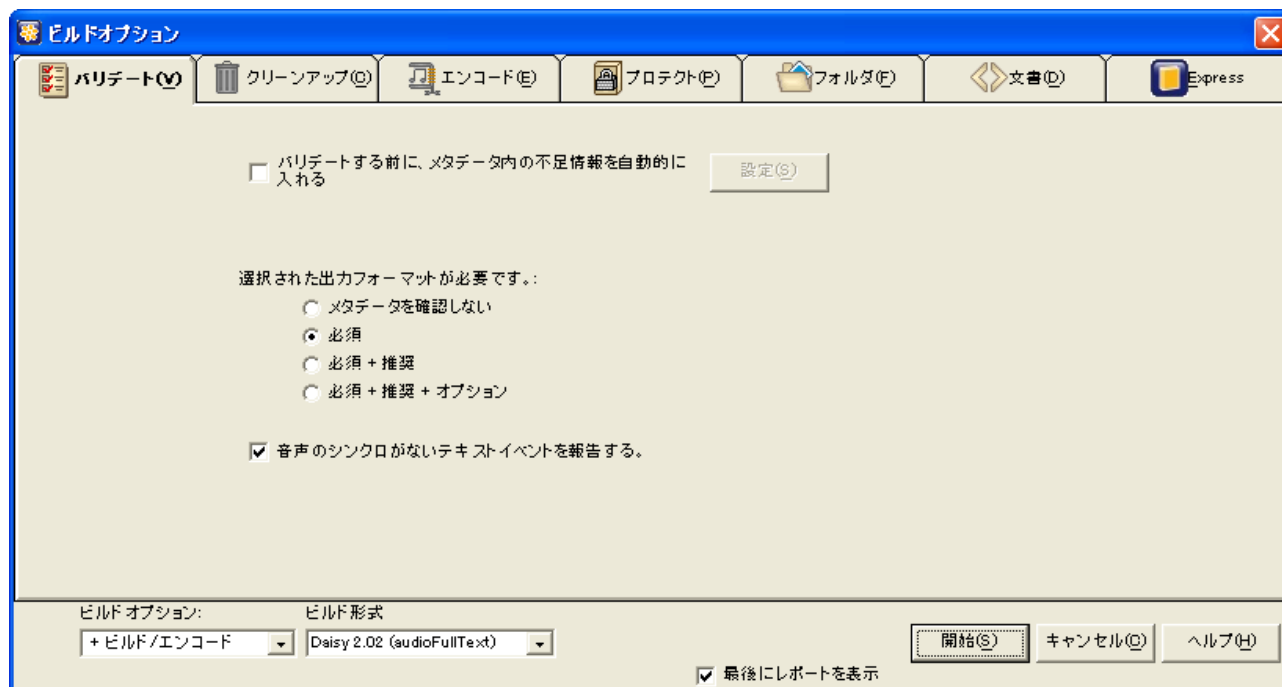 ビルドオプション
バリデート(V)
クリーンアップ(C)
エンコード(E)
プロテクト(P)
フォルダ(F)
文書(D)
Express
バリデートする前に、メタデータ内の不足情報を自動的に
入れる
設定(S)
選択された出力フォーマットが必要です。:
メタデータを確認しない
必須
必須 + 推奨
必須 + 推奨 + オプション
音声のシンクロがないテキストイベントを報告する。
ビルドオプション:
ビルド形式
+ ビルド/エンコード
Daisy 2.02 (audioFullText)
開始(S)
キャンセル(C)
ヘルプ(H)
最後にレポートを表示